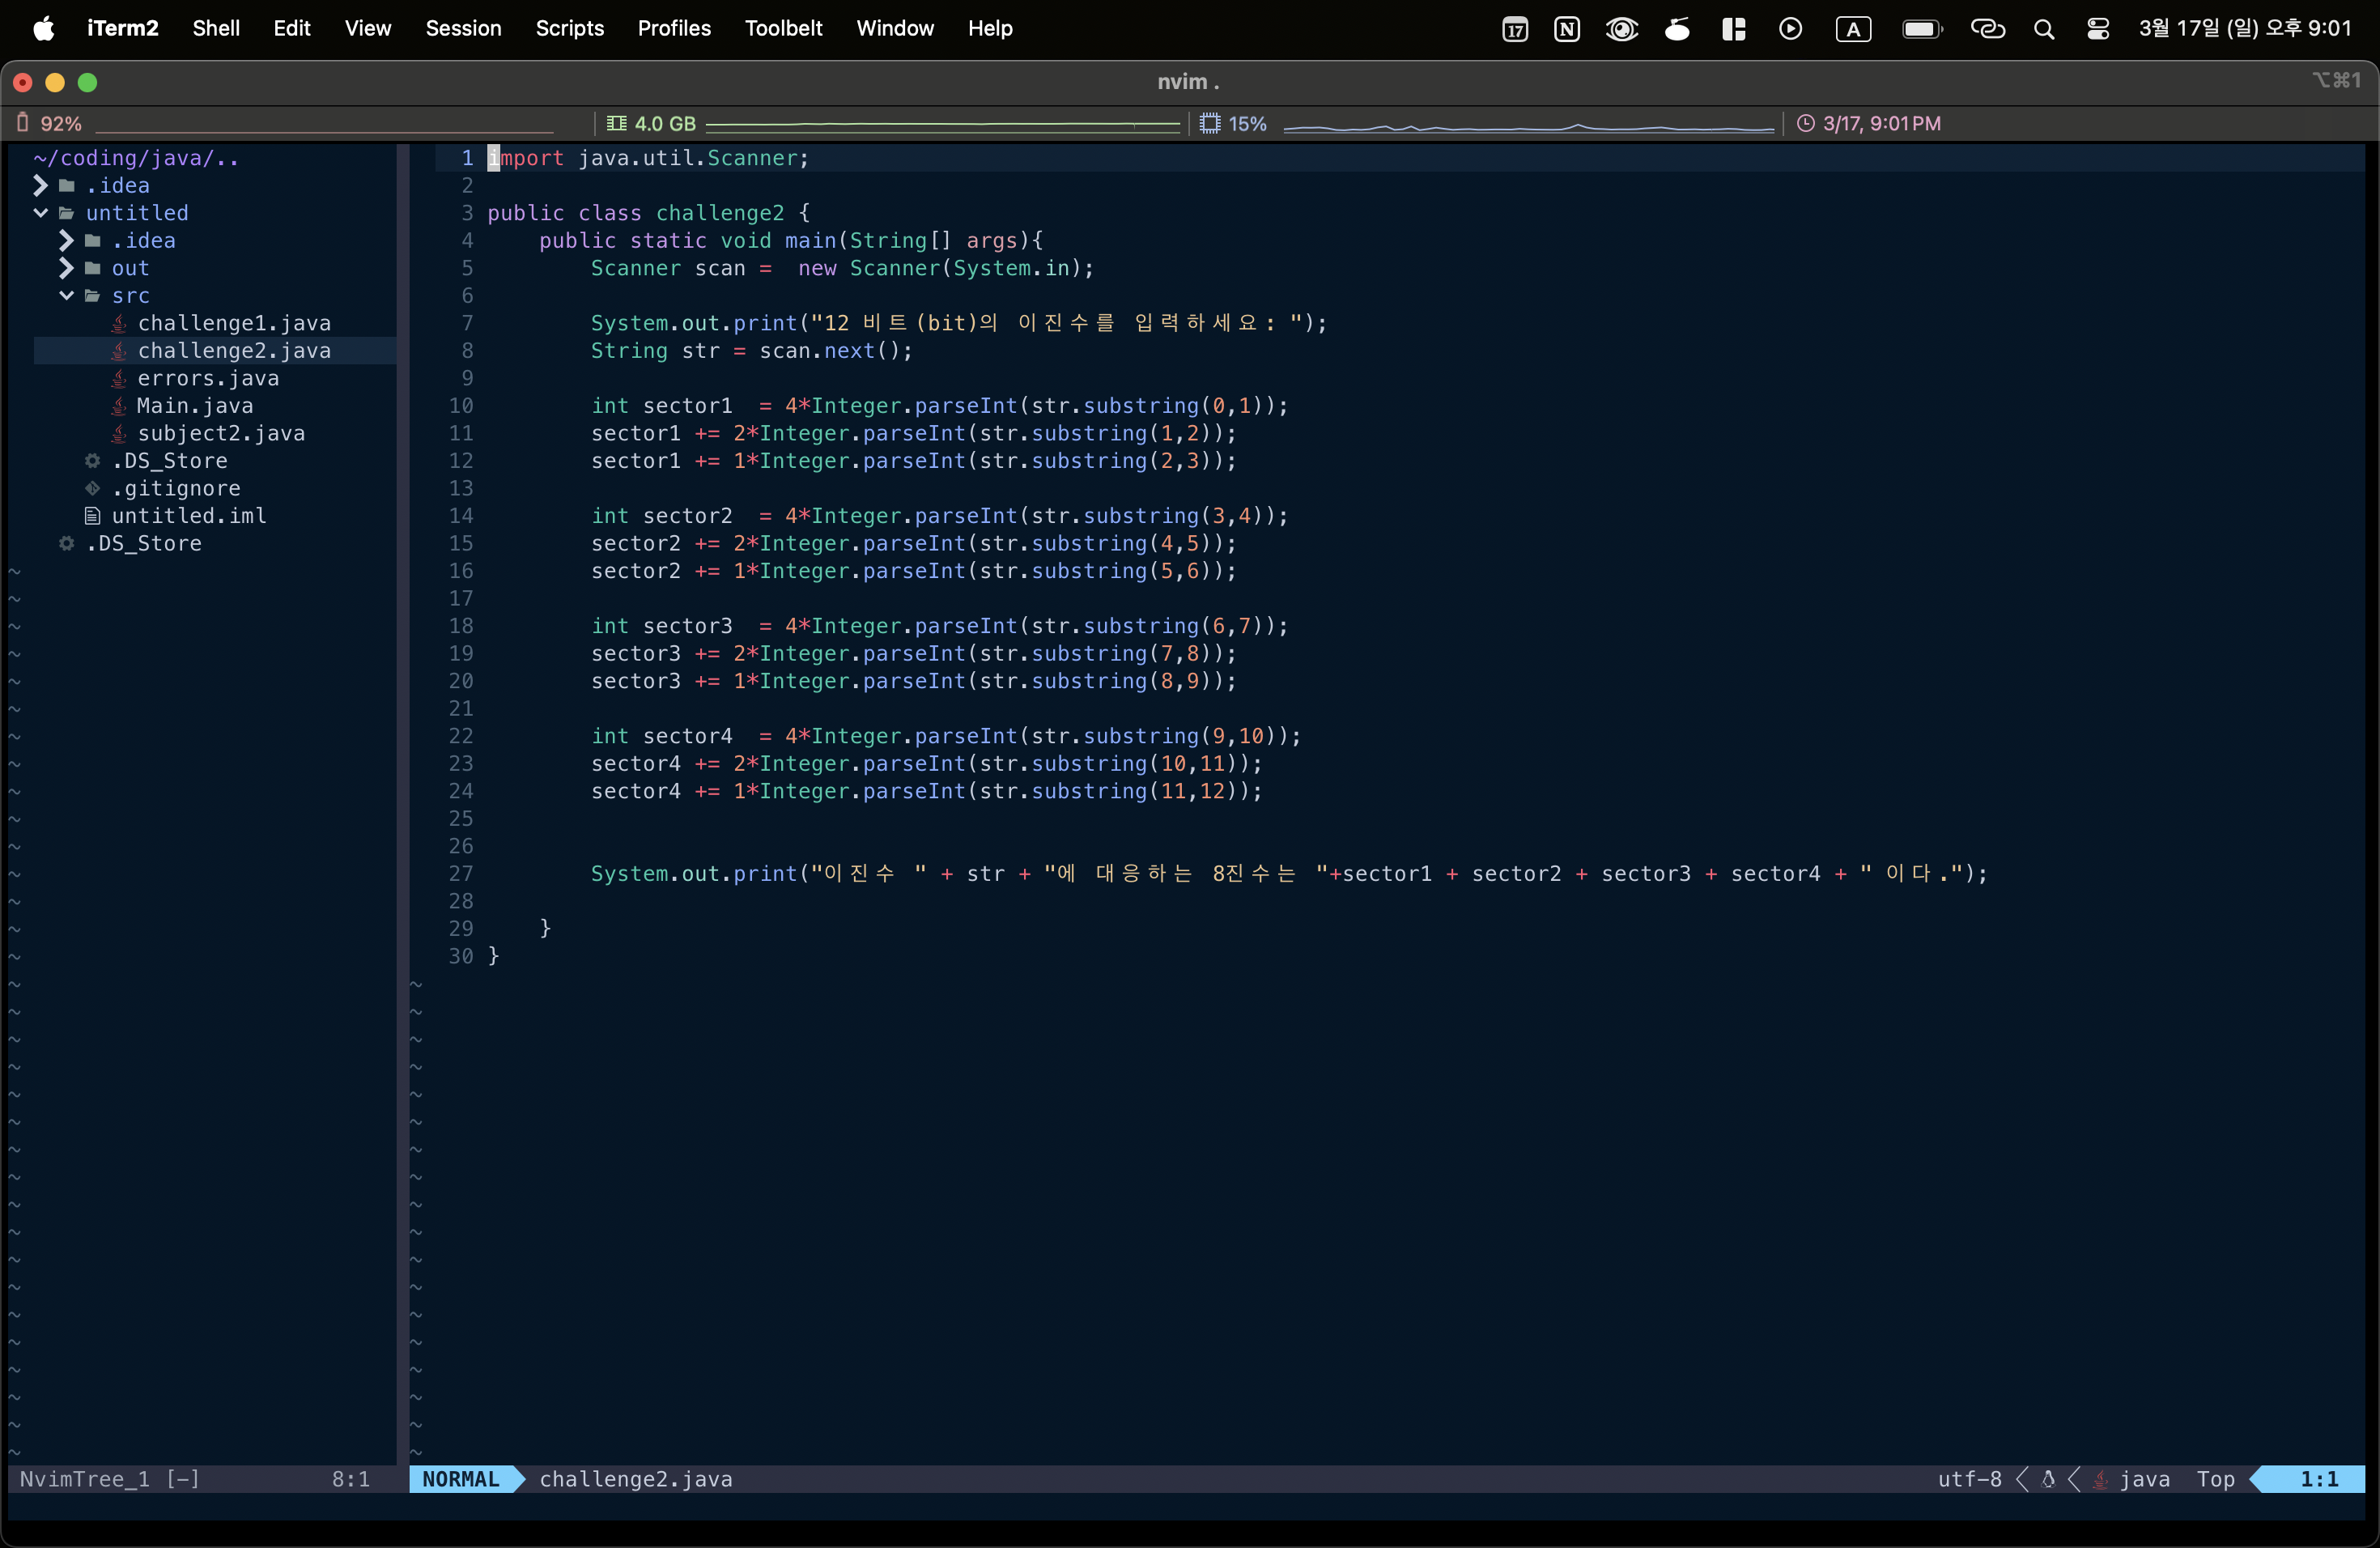 iTerm2 Shell Edit View Session Scripts Profiles Toolbelt Window Help 17 N A 3월 17일 (일) 오후 9:01
nvim . ⌥⌘1
92% 4.0 GB 15% 3/17, 9:01 PM
~/coding/java/..
.idea
untitled
.idea
out
src
challenge1.java
challenge2.java
errors.java
Main.java
subject2.java
.DS_Store
.gitignore
untitled.iml
.DS_Store
1 import java.util.Scanner;
2
3 public class challenge2 {
4     public static void main(String[] args){
5         Scanner scan =  new Scanner(System.in);
6
7         System.out.print("12 비트(bit)의 이진수를 입력하세요: ");
8         String str = scan.next();
9
10         int sector1  = 4*Integer.parseInt(str.substring(0,1));
11         sector1 += 2*Integer.parseInt(str.substring(1,2));
12         sector1 += 1*Integer.parseInt(str.substring(2,3));
13
14         int sector2  = 4*Integer.parseInt(str.substring(3,4));
15         sector2 += 2*Integer.parseInt(str.substring(4,5));
16         sector2 += 1*Integer.parseInt(str.substring(5,6));
17
18         int sector3  = 4*Integer.parseInt(str.substring(6,7));
19         sector3 += 2*Integer.parseInt(str.substring(7,8));
20         sector3 += 1*Integer.parseInt(str.substring(8,9));
21
22         int sector4  = 4*Integer.parseInt(str.substring(9,10));
23         sector4 += 2*Integer.parseInt(str.substring(10,11));
24         sector4 += 1*Integer.parseInt(str.substring(11,12));
25
26
27         System.out.print("이진수 " + str + "에 대응하는 8진수는 "+sector1 + sector2 + sector3 + sector4 + " 이다.");
28
29     }
30 }
NvimTree_1 [-] 8:1 NORMAL challenge2.java utf-8 java Top 1:1